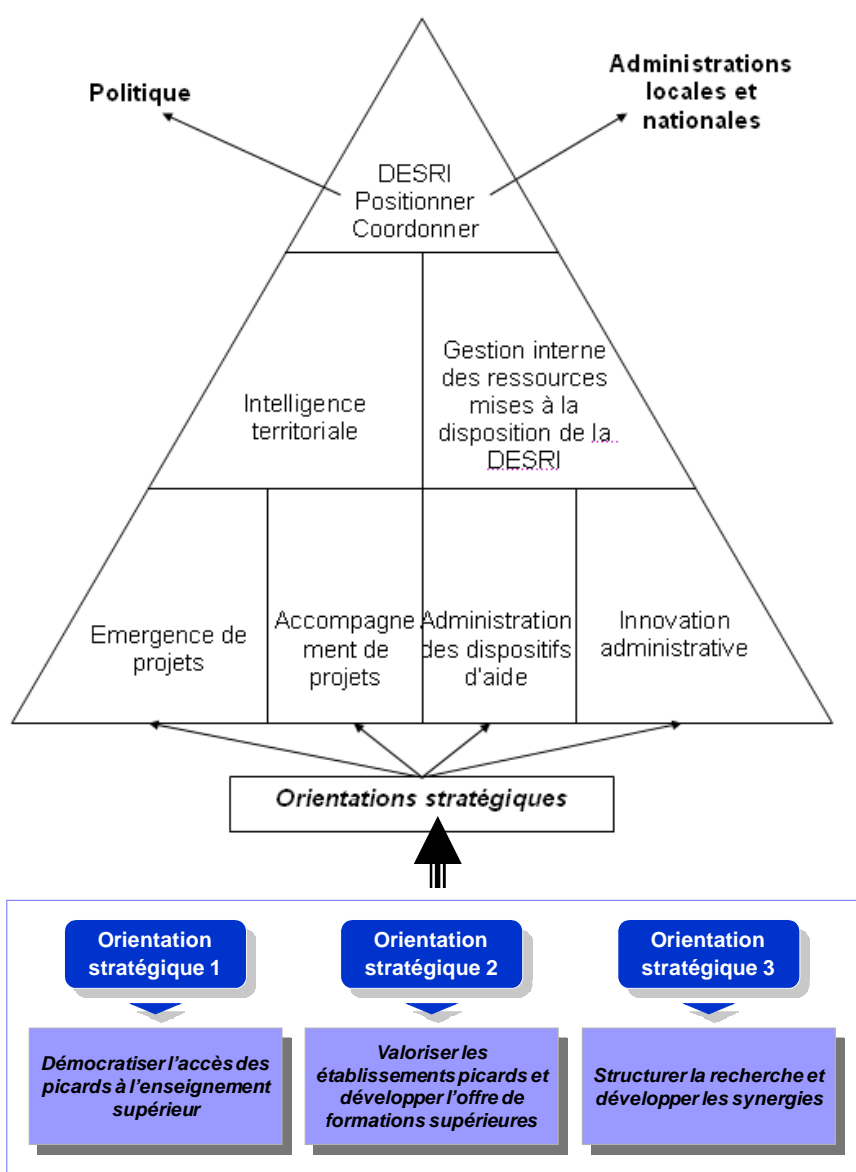 Politique
Administrations
locales et
nationales
DESRI
Positionner
Coordonner
Intelligence
territoriale
Gestion interne
des ressources
mises à la
disposition de la
DESRI
Emergence de
projets
Accompagne
ment de
projets
Administration
des dispositifs
d'aide
Innovation
administrative
Orientations stratégiques
Orientation
stratégique 1
Démocratiser l'accès des
picards à l'enseignement
supérieur
Orientation
stratégique 2
Valoriser les
établissements picards et
développer l'offre de
formations supérieures
Orientation
stratégique 3
Structurer la recherche et
développer les synergies